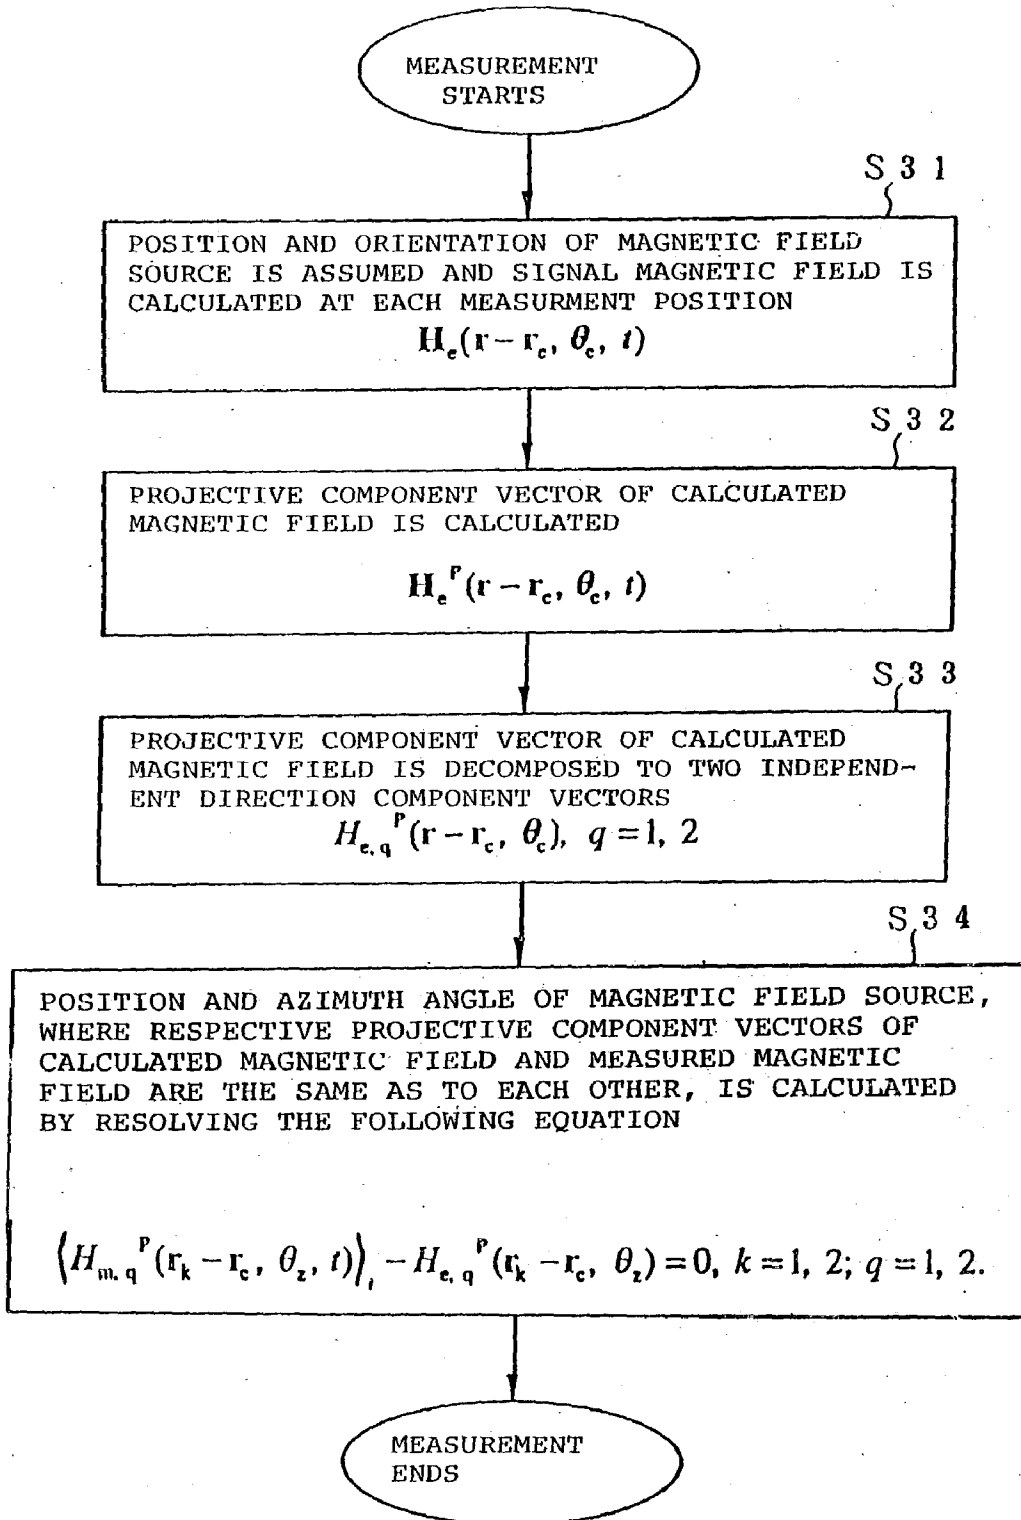 MEASUREMENT
STARTS
S 3 1
POSITION AND ORIENTATION OF MAGNETIC FIELD
SOURCE IS ASSUMED AND SIGNAL MAGNETIC FIELD IS
CALCULATED AT EACH MEASURMENT POSITION
H_e(r − r_c, θ_c, t)
S 3 2
PROJECTIVE COMPONENT VECTOR OF CALCULATED
MAGNETIC FIELD IS CALCULATED
H_e^P(r − r_c, θ_c, t)
S 3 3
PROJECTIVE COMPONENT VECTOR OF CALCULATED
MAGNETIC FIELD IS DECOMPOSED TO TWO INDEPEND-
ENT DIRECTION COMPONENT VECTORS
H_{e, q}^P(r − r_c, θ_c), q = 1, 2
S 3 4
POSITION AND AZIMUTH ANGLE OF MAGNETIC FIELD SOURCE,
WHERE RESPECTIVE PROJECTIVE COMPONENT VECTORS OF
CALCULATED MAGNETIC FIELD AND MEASURED MAGNETIC
FIELD ARE THE SAME AS TO EACH OTHER, IS CALCULATED
BY RESOLVING THE FOLLOWING EQUATION
⟨H_{m, q}^P(r_k − r_c, θ_z, t)⟩_t − H_{e, q}^P(r_k − r_c, θ_z) = 0, k = 1, 2; q = 1, 2.
MEASUREMENT
ENDS